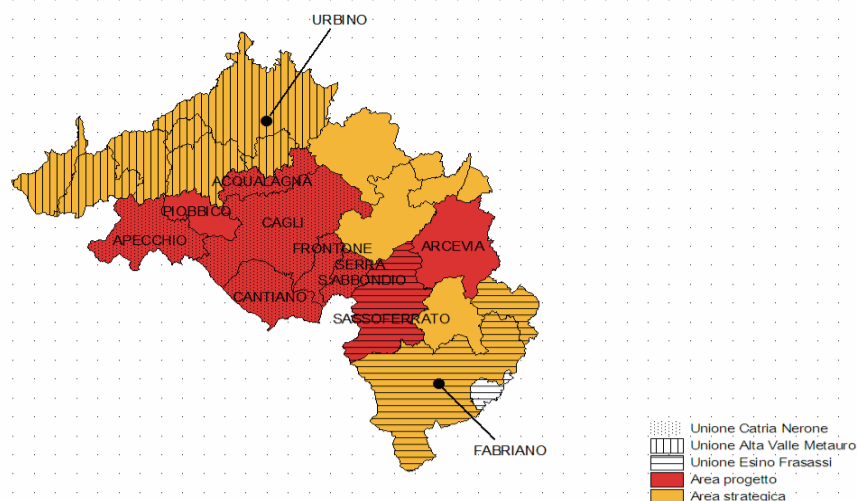 URBINO
ACQUALAGNA
PIOBBICO
CAGLI
APECCHIO
FRONTONE
ARCEVIA
SERRA
S.ABBONDIO
CANTIANO
SASSOFERRATO
FABRIANO
Unione Catria Nerone
Unione Alta Valle Metauro
Unione Esino Frasassi
Area progetto
Area strategica